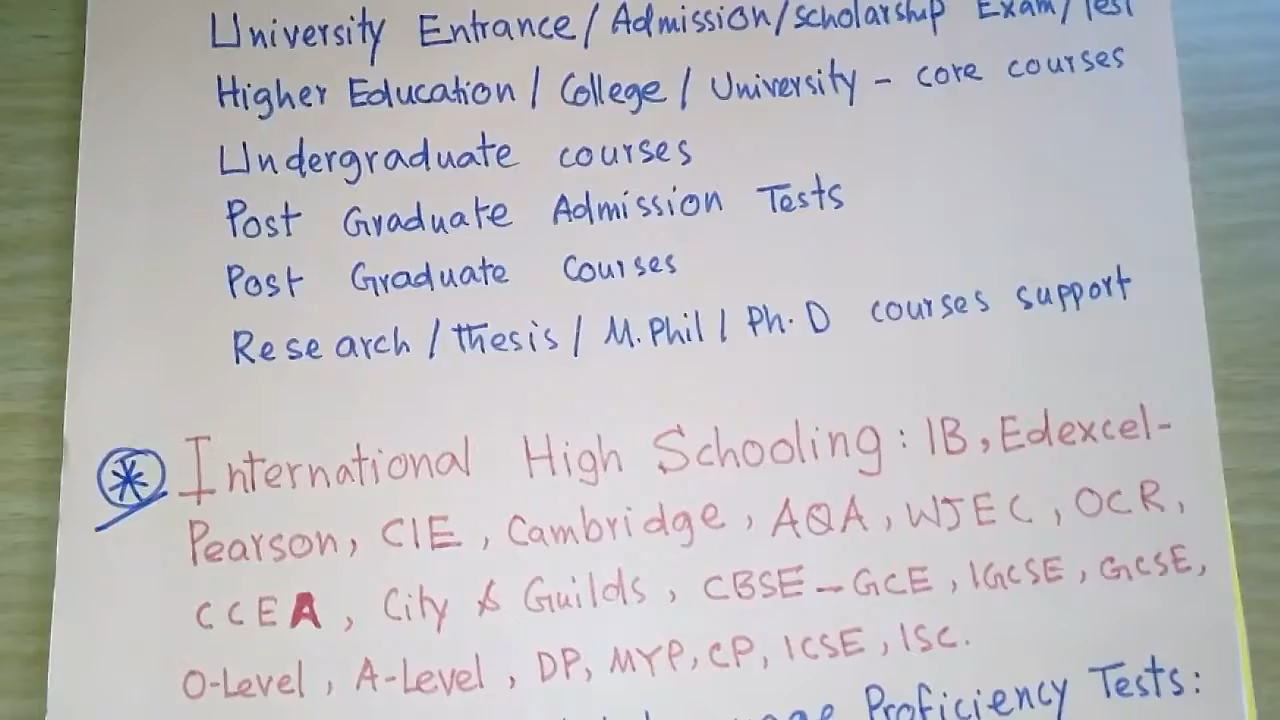 University Entrance/Admission/scholarship Exam/Test
Higher Education / College / University - core courses
Undergraduate courses
Post Graduate Admission Tests
Post Graduate Courses
Research / thesis / M.Phil / Ph.D courses support
International High Schooling: IB, Edexcel-
Pearson, CIE, Cambridge, AQA, WJEC, OCR,
CCEA, City & Guilds, CBSE-GCE, IGCSE, GCSE,
O-Level, A-Level, DP, MYP, CP, ICSE, ISC.
Proficiency Tests: